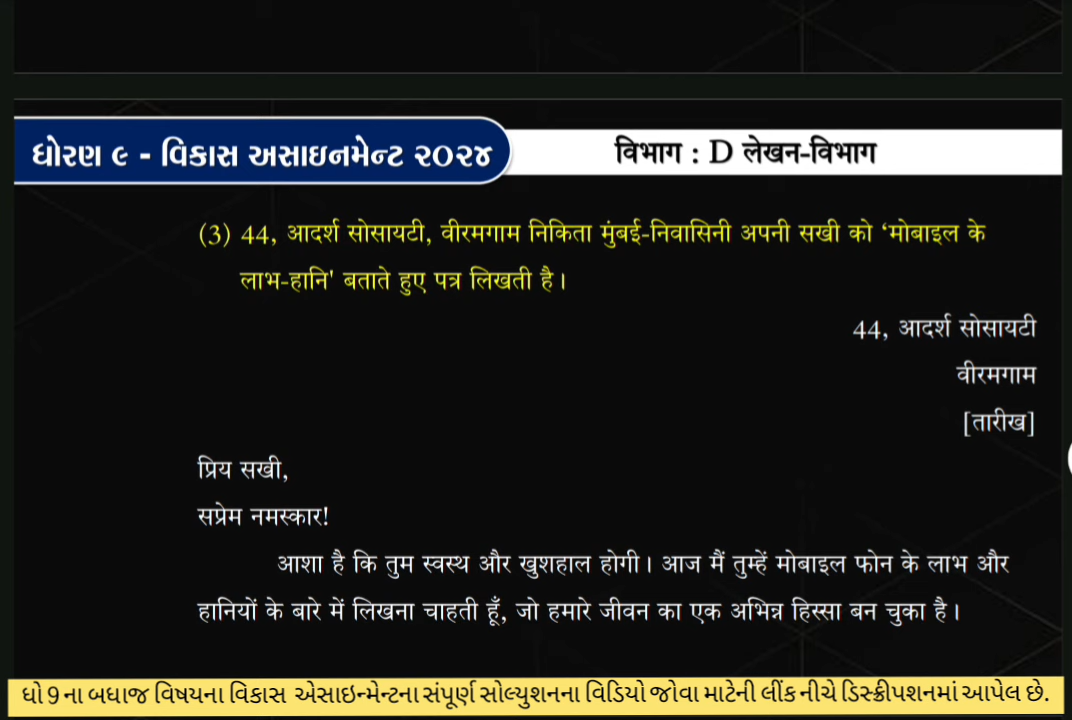 ધોરણ ૯ - વિકાસ અસાઇનમેન્ટ ૨૦૨૪
विभाग : D लेखन-विभाग
(3) 44, आदर्श सोसायटी, वीरमगाम निकिता मुंबई-निवासिनी अपनी सखी को ‘मोबाइल के
लाभ-हानि' बताते हुए पत्र लिखती है।
44, आदर्श सोसायटी
वीरमगाम
[तारीख]
प्रिय सखी,
सप्रेम नमस्कार!
आशा है कि तुम स्वस्थ और खुशहाल होगी। आज मैं तुम्हें मोबाइल फोन के लाभ और
हानियों के बारे में लिखना चाहती हूँ, जो हमारे जीवन का एक अभिन्न हिस्सा बन चुका है।
ધો 9 ના બધાજ વિષયના વિકાસ એસાઇન્મેન્ટના સંપૂર્ણ સોલ્યુશનના વિડિયો જોવા માટેની લીંક નીચે ડિસ્ક્રીપશનમાં આપેલ છે.